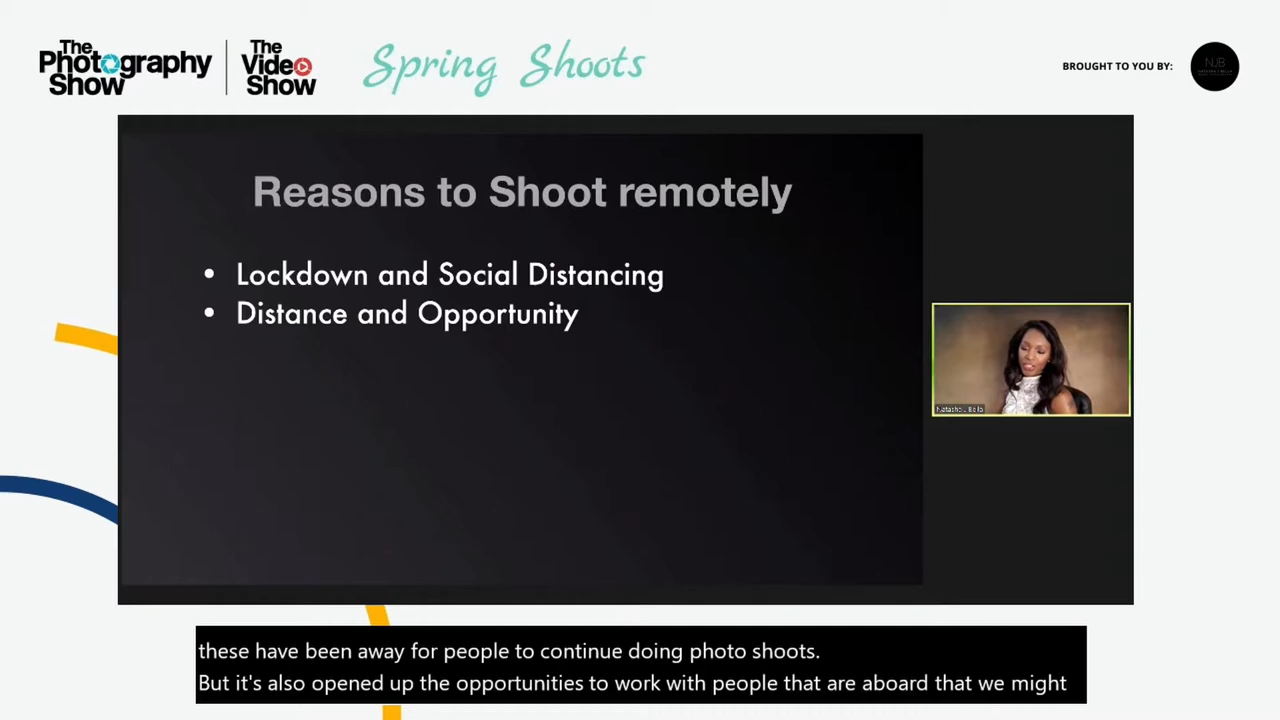 The Photography Show
The Video Show
Spring Shoots
BROUGHT TO YOU BY:
NJB
Reasons to Shoot remotely
• Lockdown and Social Distancing
• Distance and Opportunity
these have been away for people to continue doing photo shoots.
But it's also opened up the opportunities to work with people that are aboard that we might